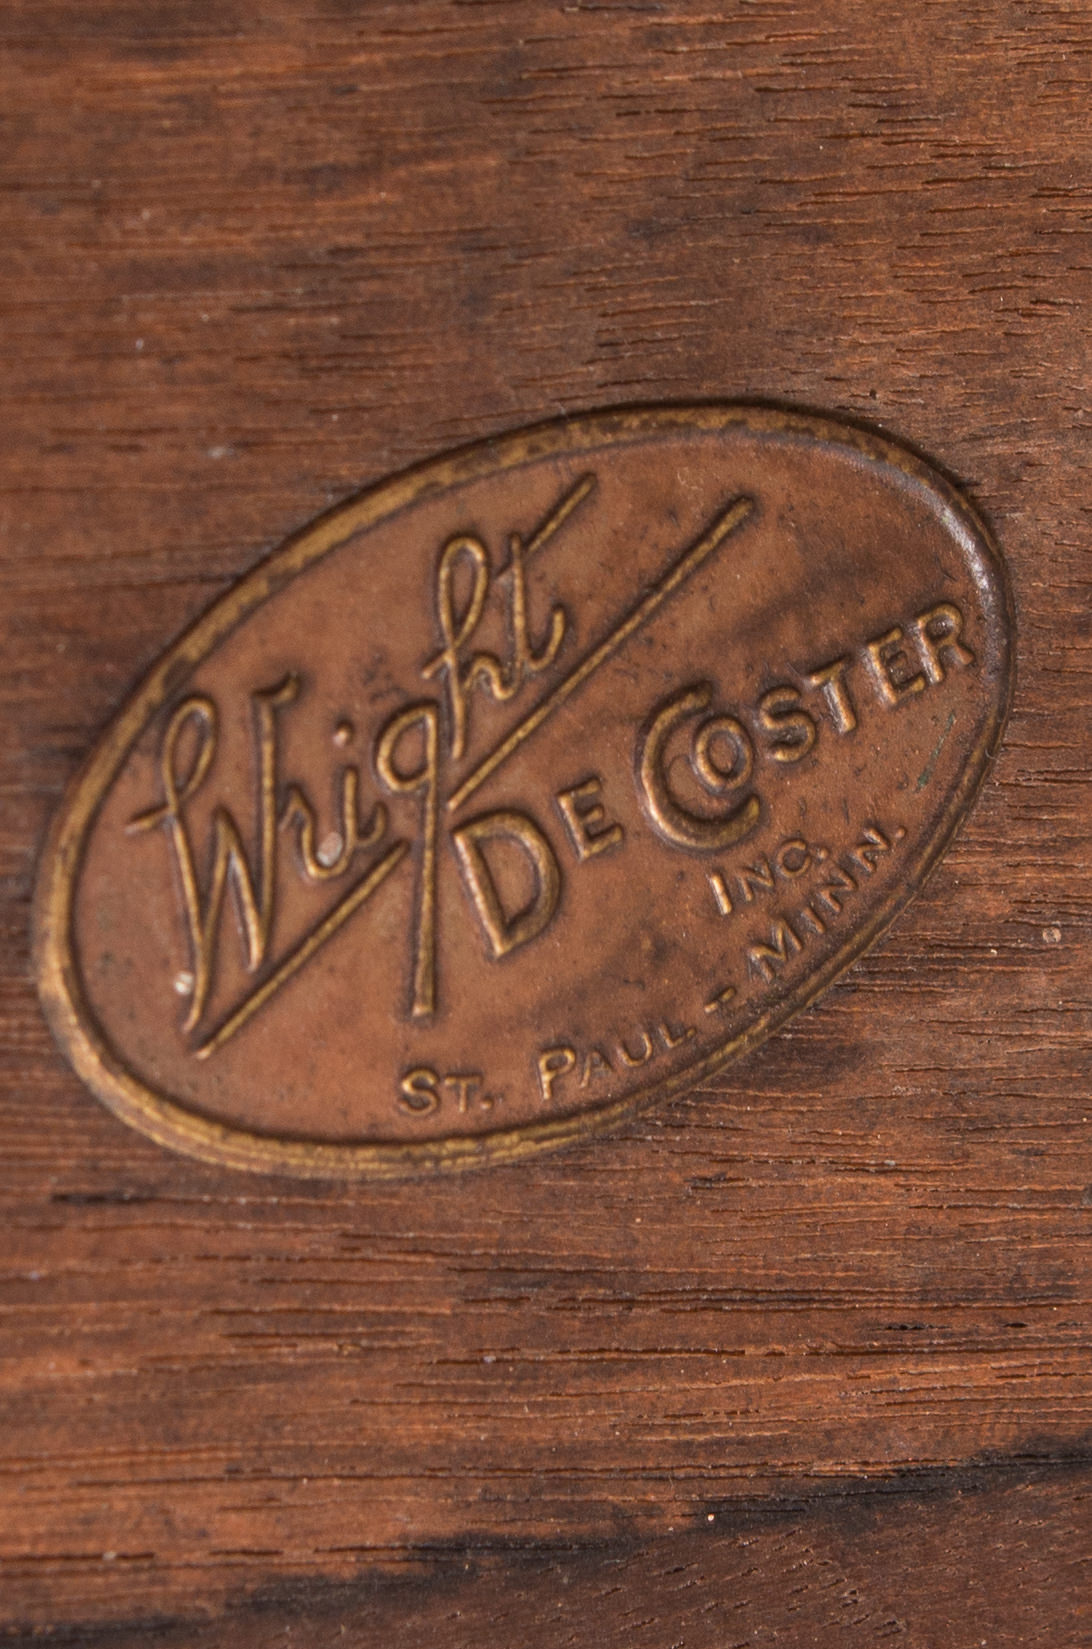 Wright
DECOSTER
INC.
ST. PAUL - MINN.